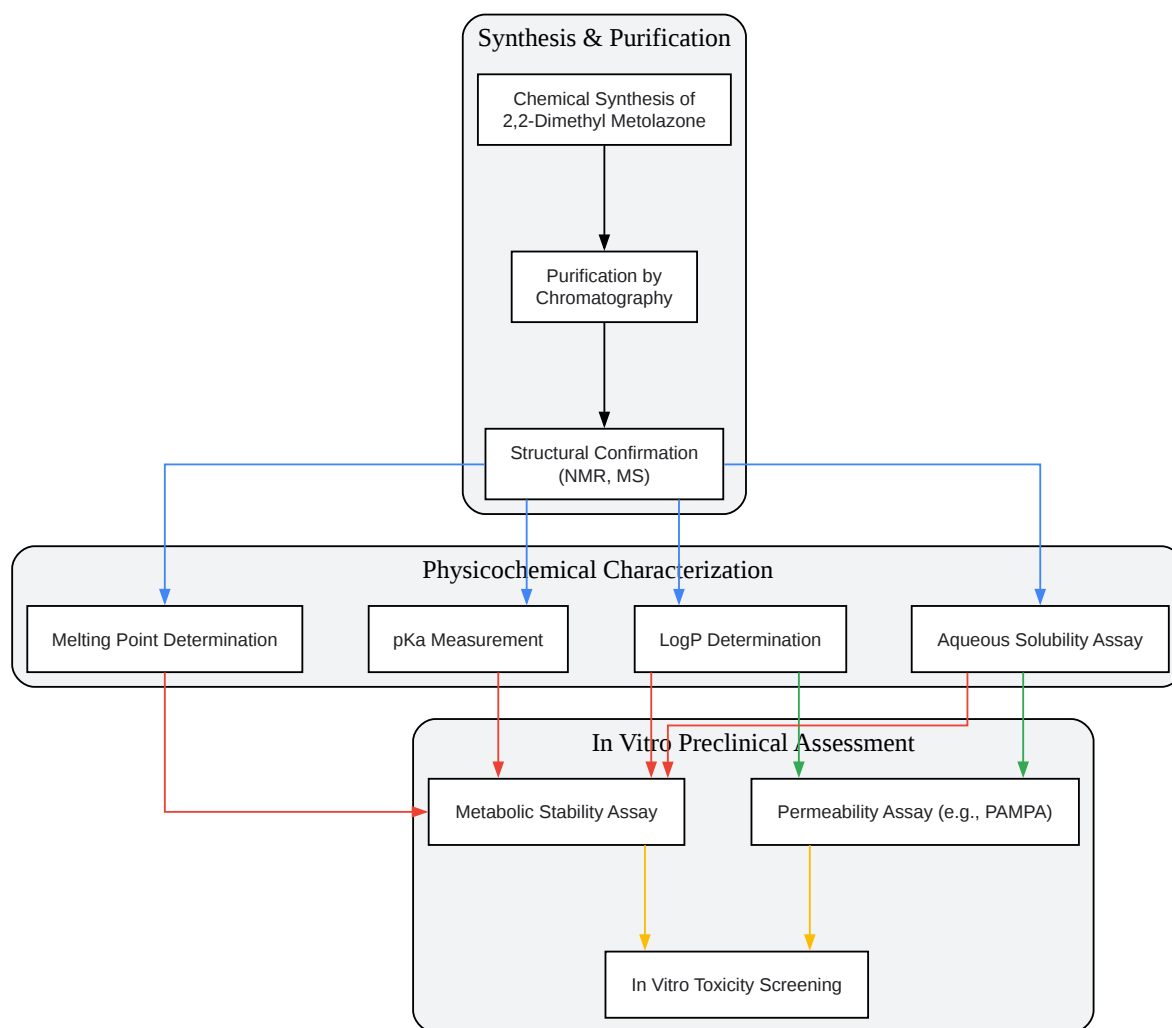 Synthesis & Purification
Chemical Synthesis of
2,2-Dimethyl Metolazone
Purification by
Chromatography
Structural Confirmation
(NMR, MS)
Physicochemical Characterization
Melting Point Determination
pKa Measurement
LogP Determination
Aqueous Solubility Assay
In Vitro Preclinical Assessment
Metabolic Stability Assay
Permeability Assay (e.g., PAMPA)
In Vitro Toxicity Screening